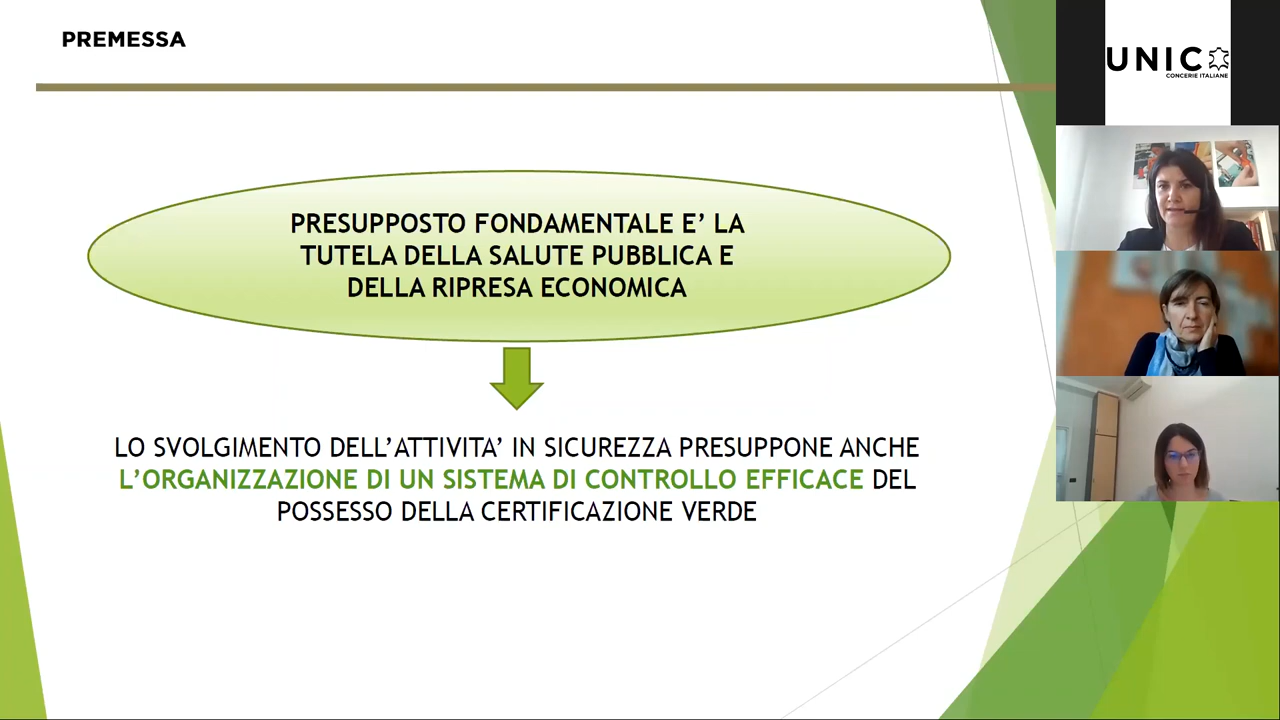 PREMESSA
UNIC
CONCERIE ITALIANE
PRESUPPOSTO FONDAMENTALE E’ LA
TUTELA DELLA SALUTE PUBBLICA E
DELLA RIPRESA ECONOMICA
LO SVOLGIMENTO DELL’ATTIVITA’ IN SICUREZZA PRESUPPONE ANCHE
L’ORGANIZZAZIONE DI UN SISTEMA DI CONTROLLO EFFICACE DEL
POSSESSO DELLA CERTIFICAZIONE VERDE